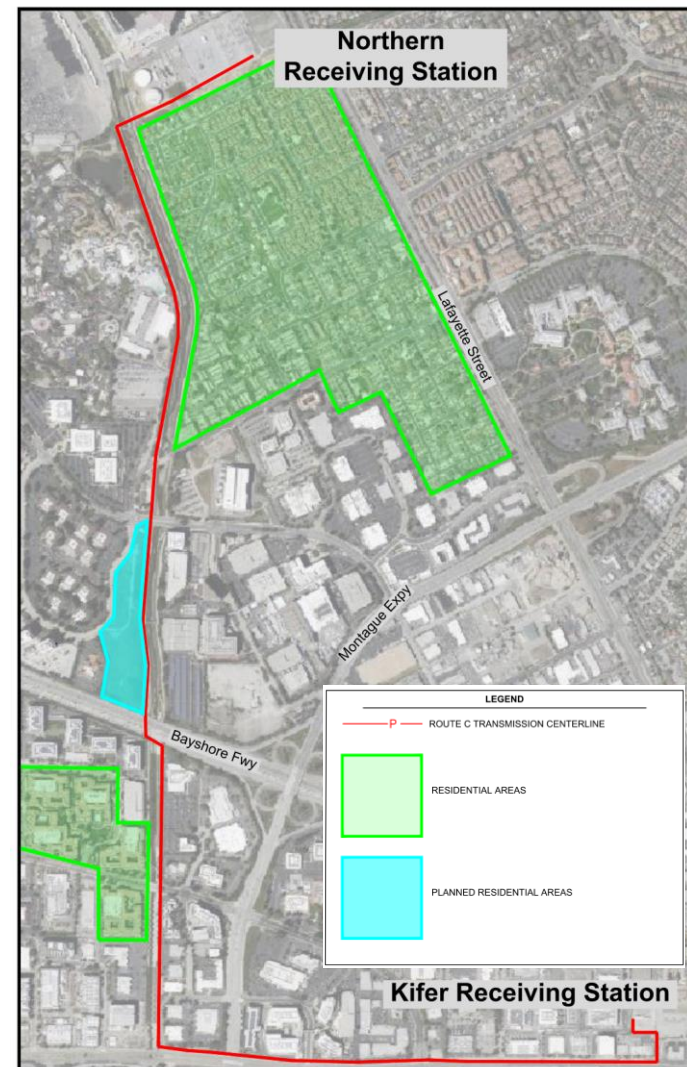 Northern
Receiving Station
Lafayette Street
Montague Expy
Bayshore Fwy
LEGEND
P ROUTE C TRANSMISSION CENTERLINE
RESIDENTIAL AREAS
PLANNED RESIDENTIAL AREAS
Kifer Receiving Station